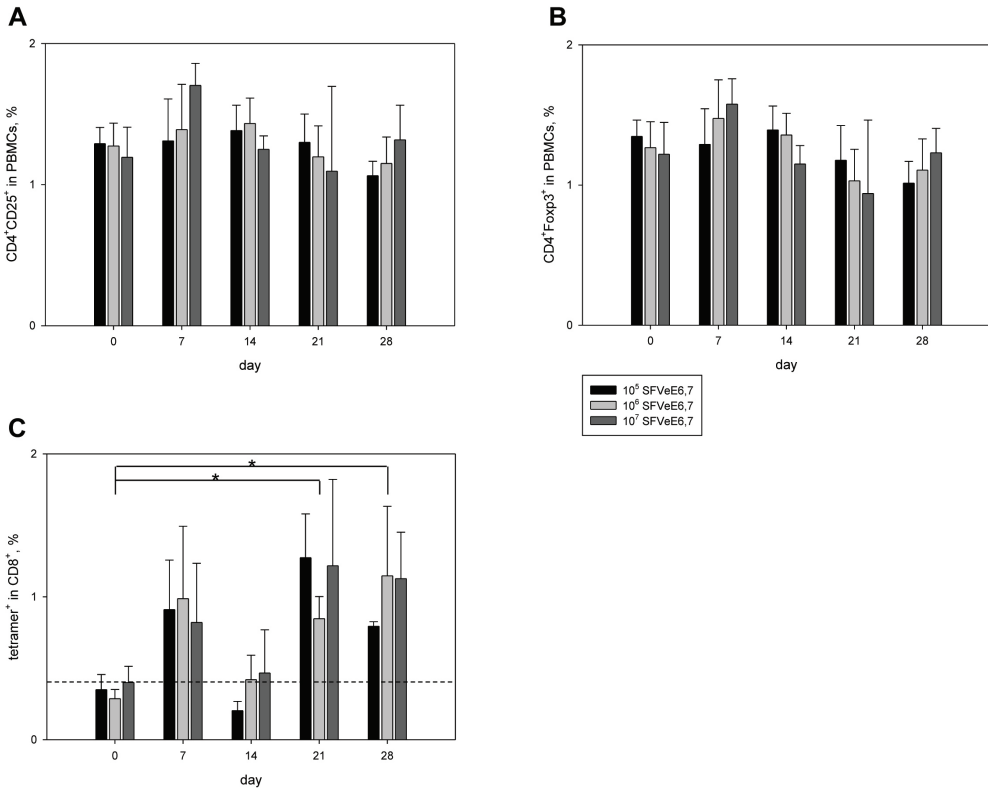 A
2
1
0
CD4⁺CD25⁺ in PBMCs, %
0 7 14 21 28
day
B
2
1
0
CD4⁺Foxp3⁺ in PBMCs, %
0 7 14 21 28
day
10⁵ SFVeE6,7
10⁶ SFVeE6,7
10⁷ SFVeE6,7
C
2
1
0
tetramer⁺ in CD8⁺, %
*
*
0 7 14 21 28
day